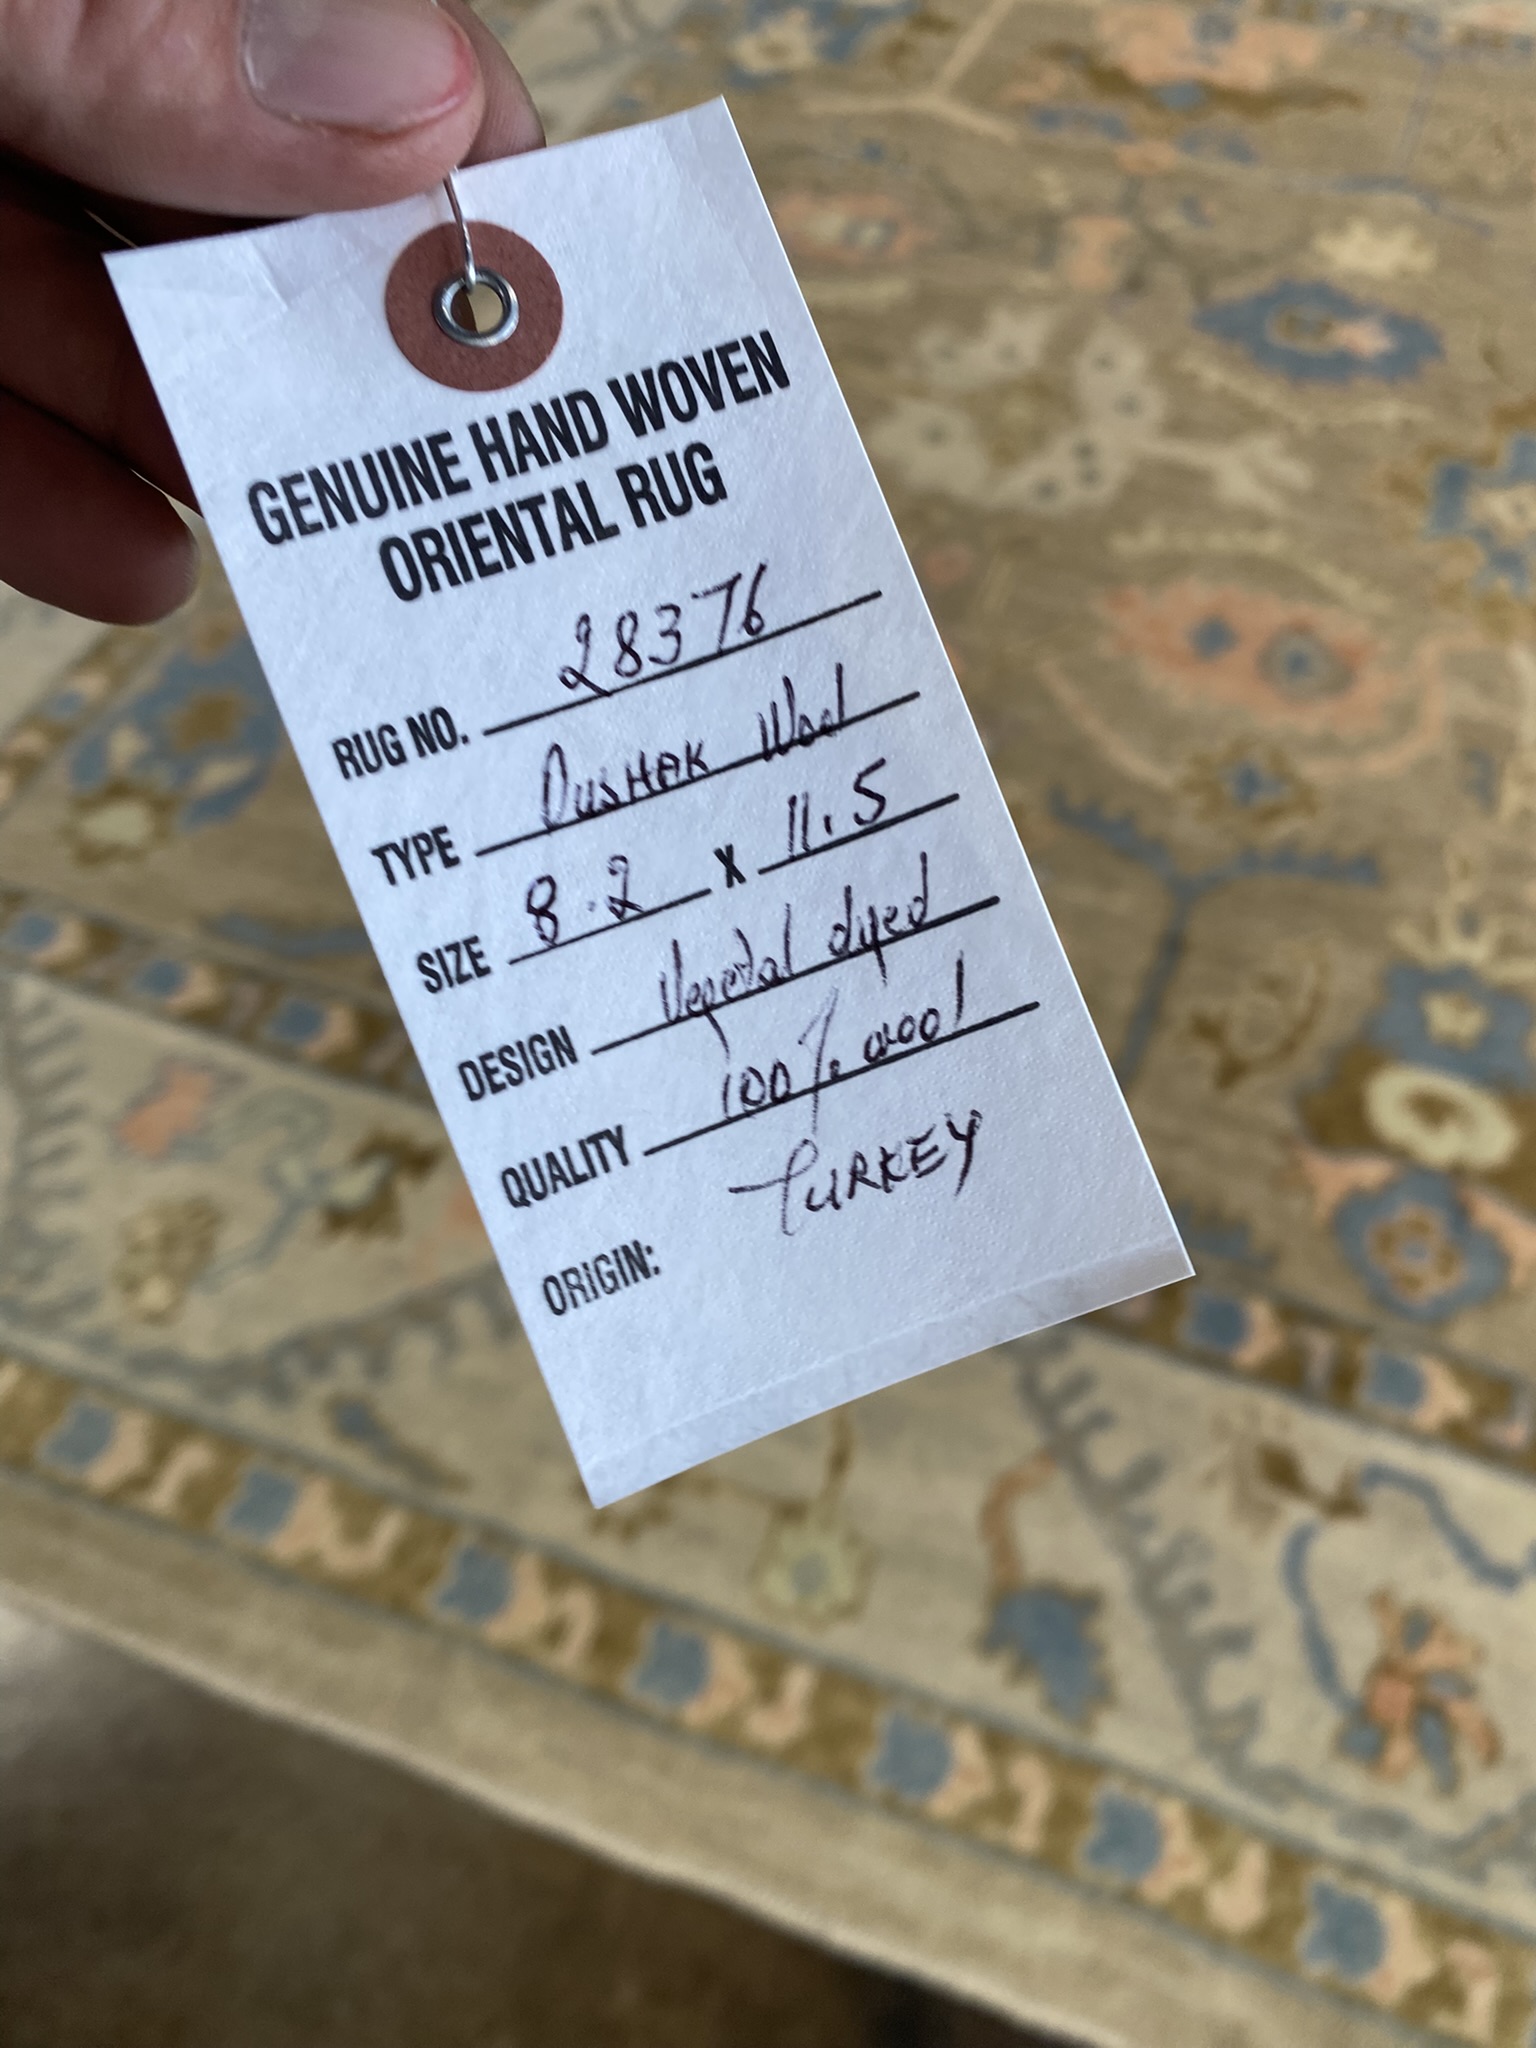 GENUINE HAND WOVEN
ORIENTAL RUG
RUG NO. 28376
TYPE OUSHAK Wool
SIZE 8.2 X 11.5
DESIGN Vegetal dyed
QUALITY 100% wool
ORIGIN: TURKEY